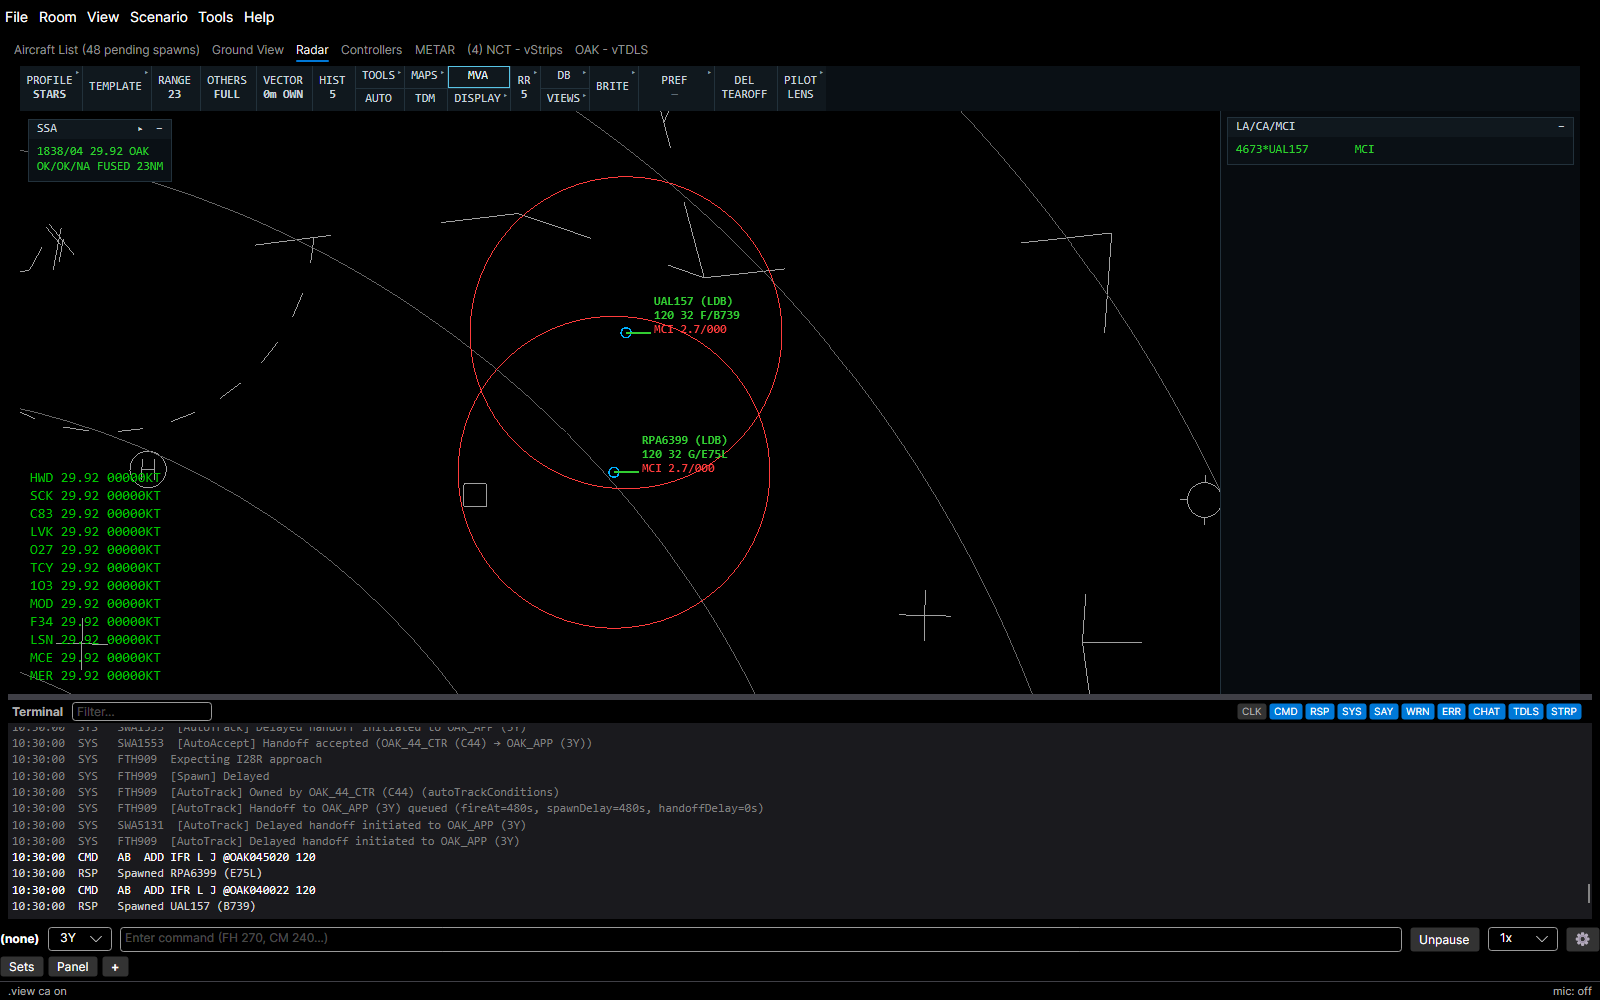 File Room View Scenario Tools Help
Aircraft List (48 pending spawns) Ground View Radar Controllers METAR (4) NCT - vStrips OAK - vTDLS
PROFILE STARS
TEMPLATE
RANGE 23
OTHERS FULL
VECTOR 0m OWN
HIST 5
TOOLS
AUTO
MAPS
TDM
MVA
DISPLAY
RR 5
DB
VIEWS
BRITE
PREF —
DEL TEAROFF
PILOT LENS
SSA
1838/04 29.92 OAK
OK/OK/NA FUSED 23NM
LA/CA/MCI
4673*UAL157 MCI
UAL157 (LDB)
120 32 F/B739
MCI 2.7/000
RPA6399 (LDB)
120 32 G/E75L
MCI 2.7/000
HWD 29.92 00000KT
SCK 29.92 00000KT
C83 29.92 00000KT
LVK 29.92 00000KT
O27 29.92 00000KT
TCY 29.92 00000KT
1O3 29.92 00000KT
MOD 29.92 00000KT
F34 29.92 00000KT
LSN 29.92 00000KT
MCE 29.92 00000KT
MER 29.92 00000KT
Terminal Filter... CLK CMD RSP SYS SAY WRN ERR CHAT TDLS STRP
10:30:00 SYS SWA1553 [AutoTrack] Delayed handoff initiated to OAK_APP (3Y)
10:30:00 SYS SWA1553 [AutoAccept] Handoff accepted (OAK_44_CTR (C44) → OAK_APP (3Y))
10:30:00 SYS FTH909 Expecting I28R approach
10:30:00 SYS FTH909 [Spawn] Delayed
10:30:00 SYS FTH909 [AutoTrack] Owned by OAK_44_CTR (C44) (autoTrackConditions)
10:30:00 SYS FTH909 [AutoTrack] Handoff to OAK_APP (3Y) queued (fireAt=480s, spawnDelay=480s, handoffDelay=0s)
10:30:00 SYS SWA5131 [AutoTrack] Delayed handoff initiated to OAK_APP (3Y)
10:30:00 SYS FTH909 [AutoTrack] Delayed handoff initiated to OAK_APP (3Y)
10:30:00 CMD AB ADD IFR L J @OAK045020 120
10:30:00 RSP Spawned RPA6399 (E75L)
10:30:00 CMD AB ADD IFR L J @OAK040022 120
10:30:00 RSP Spawned UAL157 (B739)
(none) 3Y Enter command (FH 270, CM 240...) Unpause 1x
Sets Panel +
.view ca on mic: off